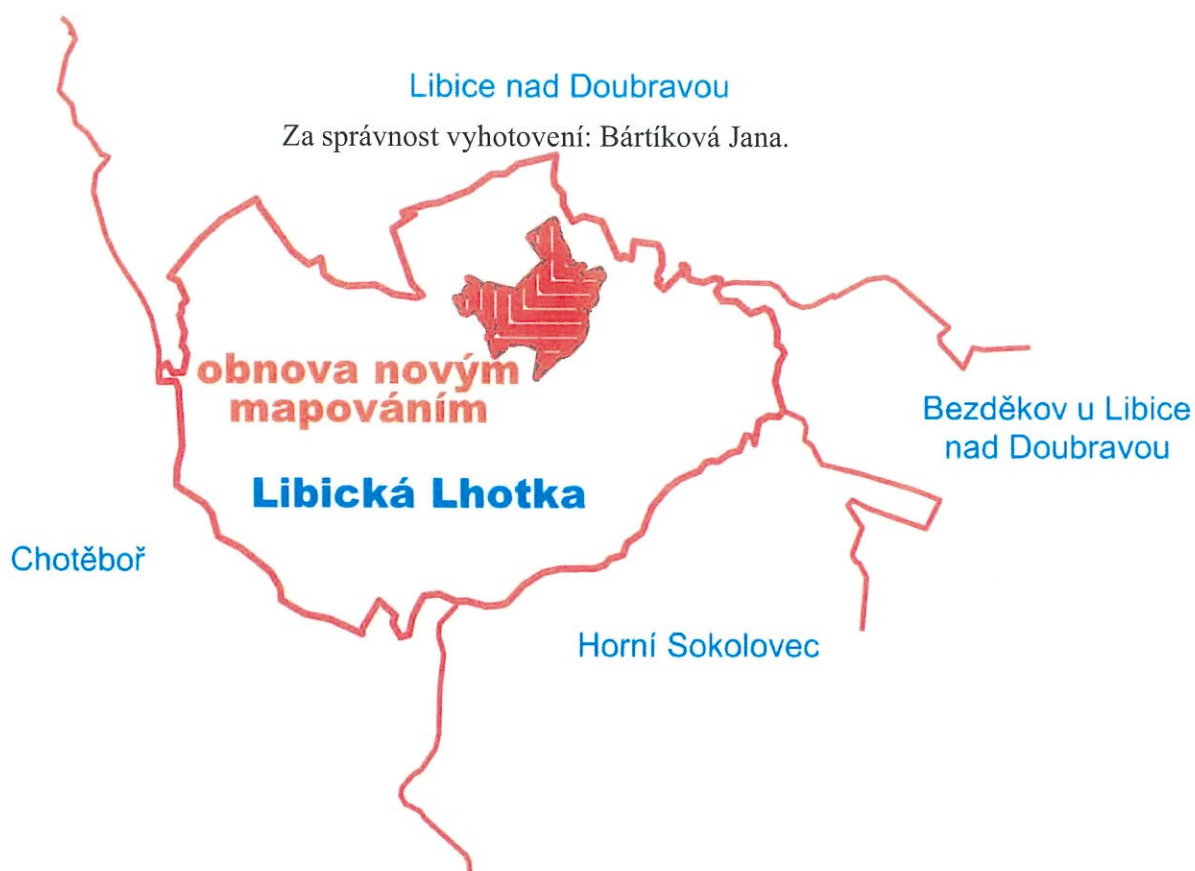 Libice nad Doubravou
Za správnost vyhotovení: Bártíková Jana.
obnova novým
mapováním
Bezděkov u Libice
nad Doubravou
Libická Lhotka
Chotěboř
Horní Sokolovec